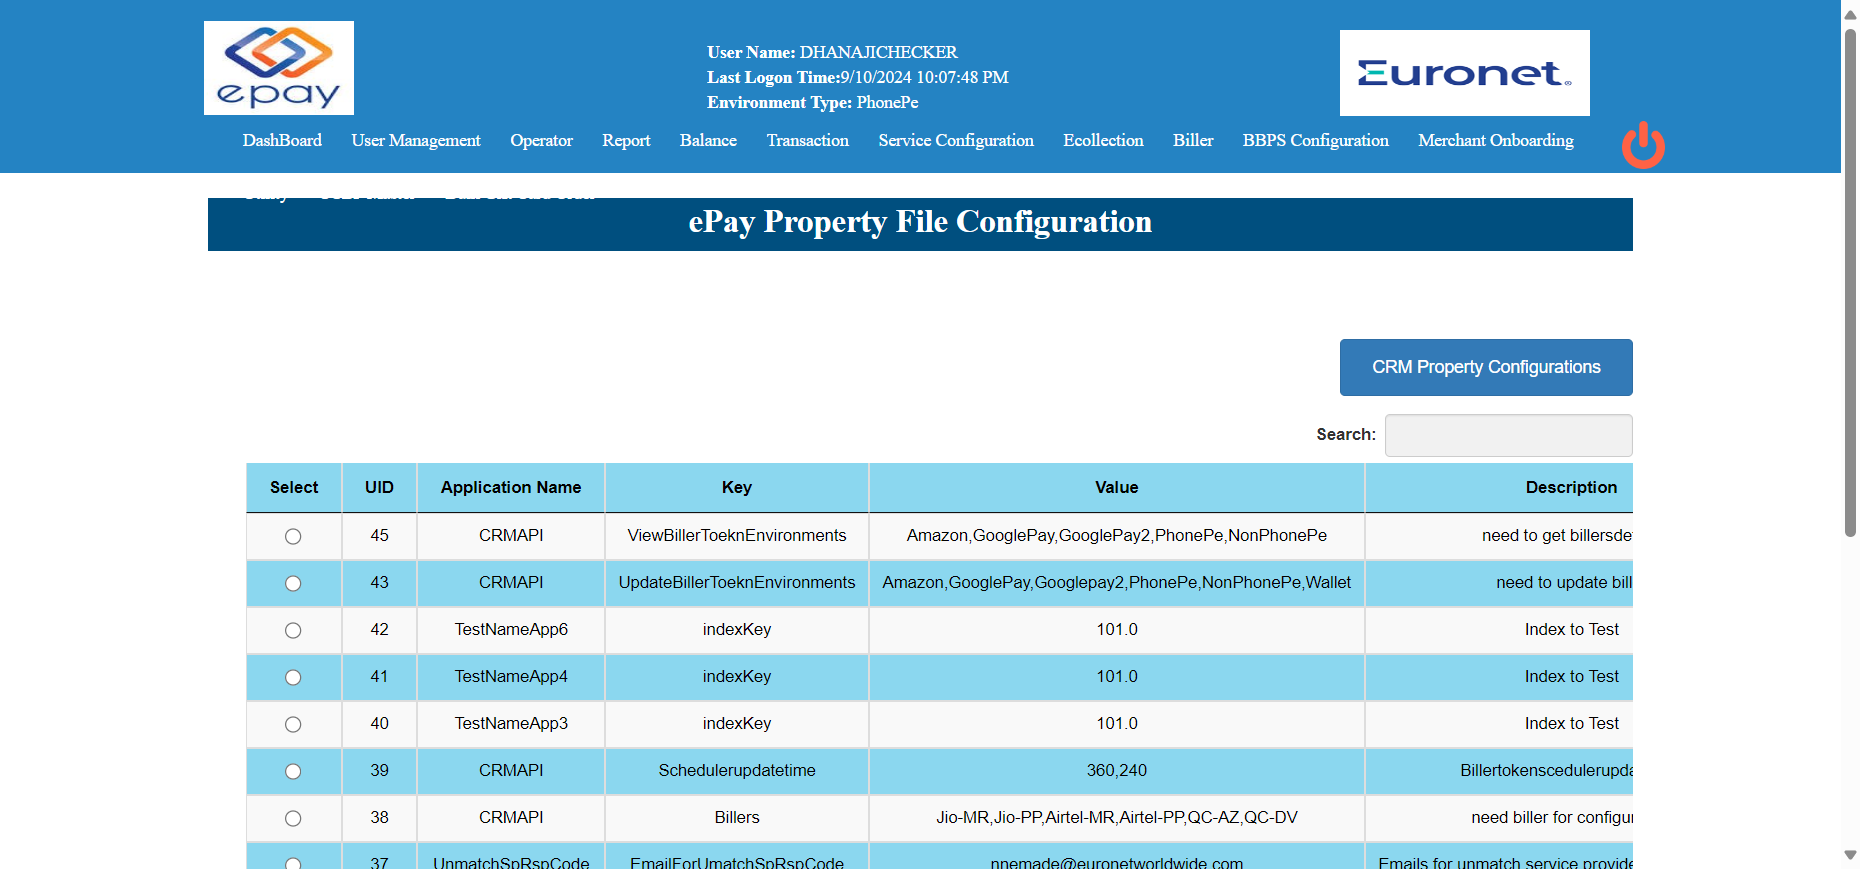 epay
User Name: DHANAJICHECKER
Last Logon Time:9/10/2024 10:07:48 PM
Environment Type: PhonePe
Euronet
DashBoard User Management Operator Report Balance Transaction Service Configuration Ecollection Biller BBPS Configuration Merchant Onboarding
ePay Property File Configuration
CRM Property Configurations
Search:
Select UID Application Name Key Value Description
45 CRMAPI ViewBillerToeknEnvironments Amazon,GooglePay,GooglePay2,PhonePe,NonPhonePe need to get billersde
43 CRMAPI UpdateBillerToeknEnvironments Amazon,GooglePay,Googlepay2,PhonePe,NonPhonePe,Wallet need to update bill
42 TestNameApp6 indexKey 101.0 Index to Test
41 TestNameApp4 indexKey 101.0 Index to Test
40 TestNameApp3 indexKey 101.0 Index to Test
39 CRMAPI Schedulerupdatetime 360,240 Billertokenscedulerupda
38 CRMAPI Billers Jio-MR,Jio-PP,Airtel-MR,Airtel-PP,QC-AZ,QC-DV need biller for configur
37 UnmatchSpRspCode EmailForUmatchSpRspCode nnemade@euronetworldwide.com Emails for unmatch service provide